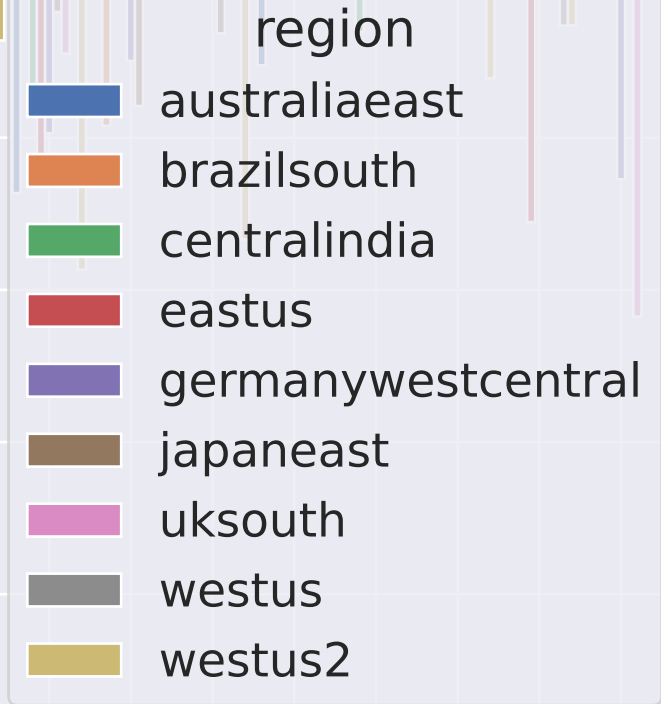 region
australiaeast
brazilsouth
centralindia
eastus
germanywestcentral
japaneast
uksouth
westus
westus2